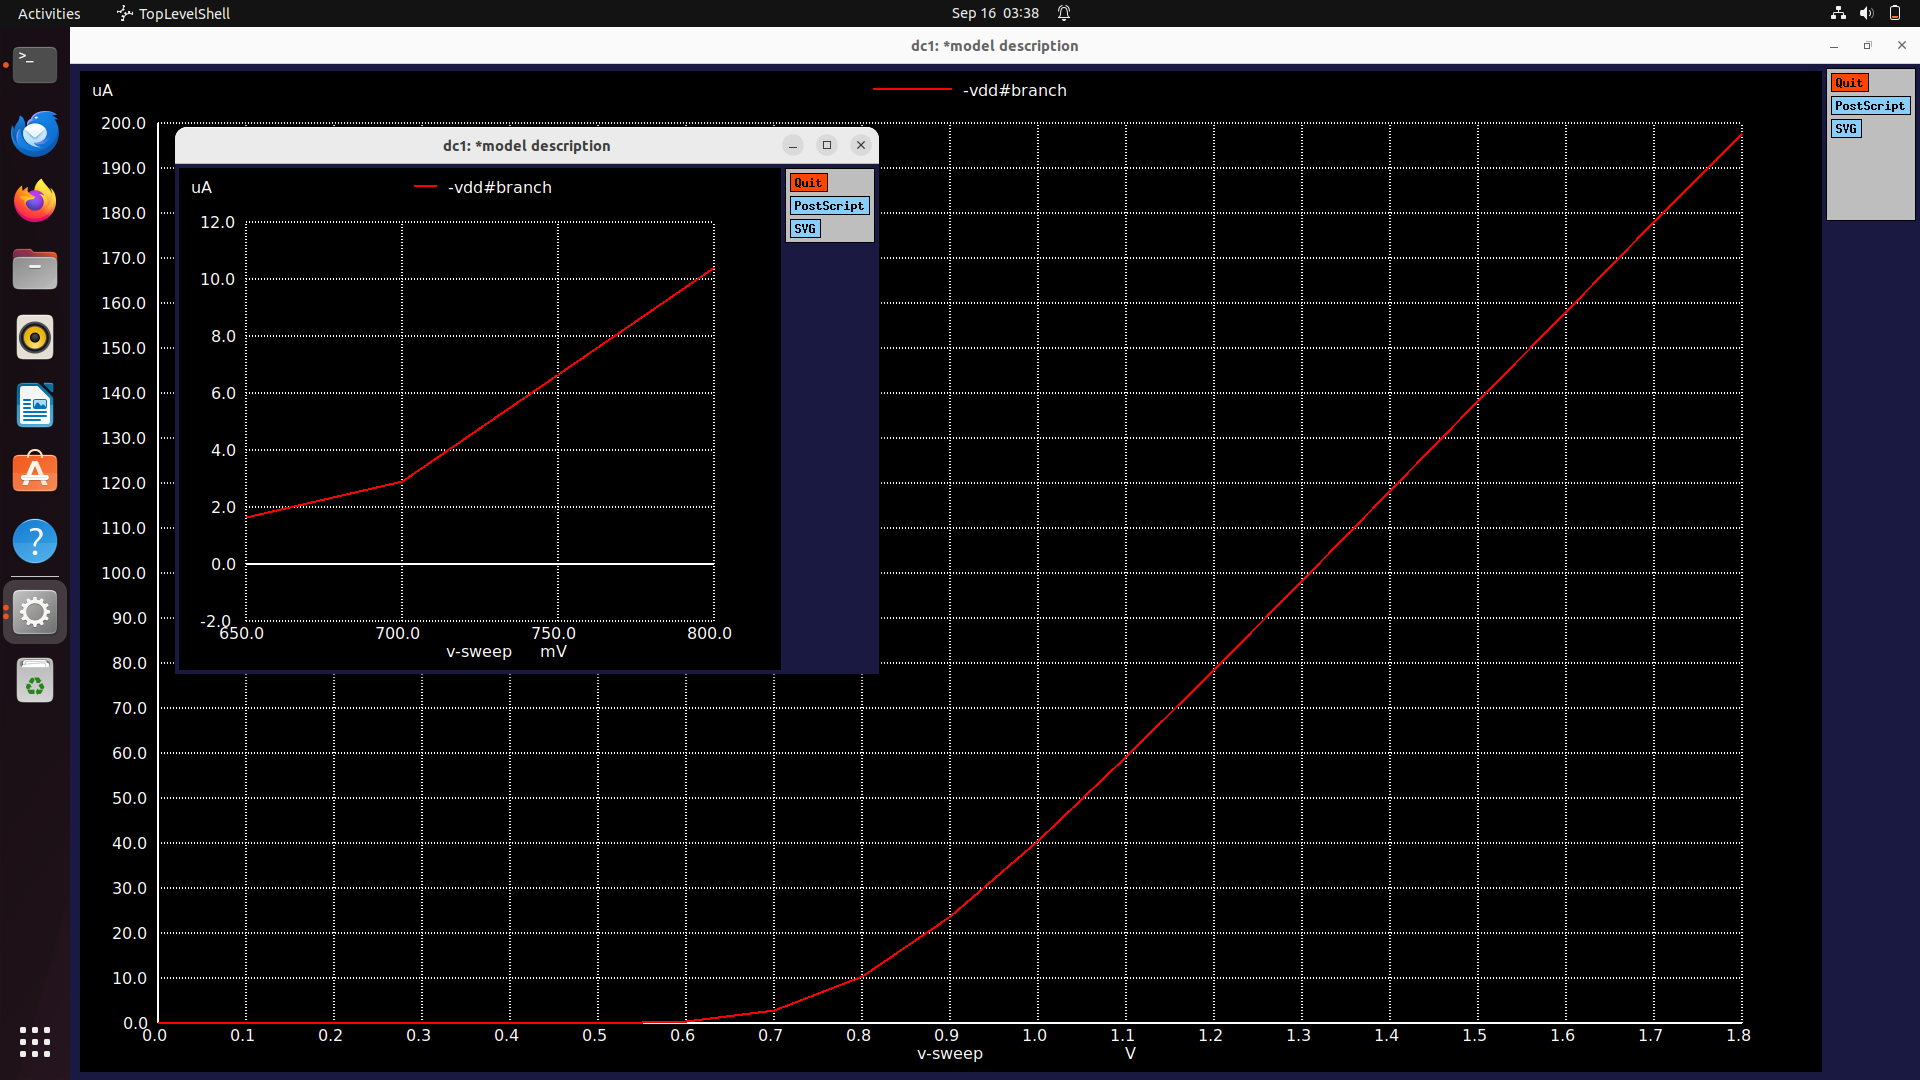 Activities TopLevelShell Sep 16 03:38
dc1: *model description
uA -vdd#branch
Quit
PostScript
SVG
200.0
190.0
180.0
170.0
160.0
150.0
140.0
130.0
120.0
110.0
100.0
90.0
80.0
70.0
60.0
50.0
40.0
30.0
20.0
10.0
0.0
0.0 0.1 0.2 0.3 0.4 0.5 0.6 0.7 0.8 0.9 1.0 1.1 1.2 1.3 1.4 1.5 1.6 1.7 1.8
v-sweep V
dc1: *model description
uA -vdd#branch
Quit
PostScript
SVG
12.0
10.0
8.0
6.0
4.0
2.0
0.0
-2.0
650.0 700.0 750.0 800.0
v-sweep mV